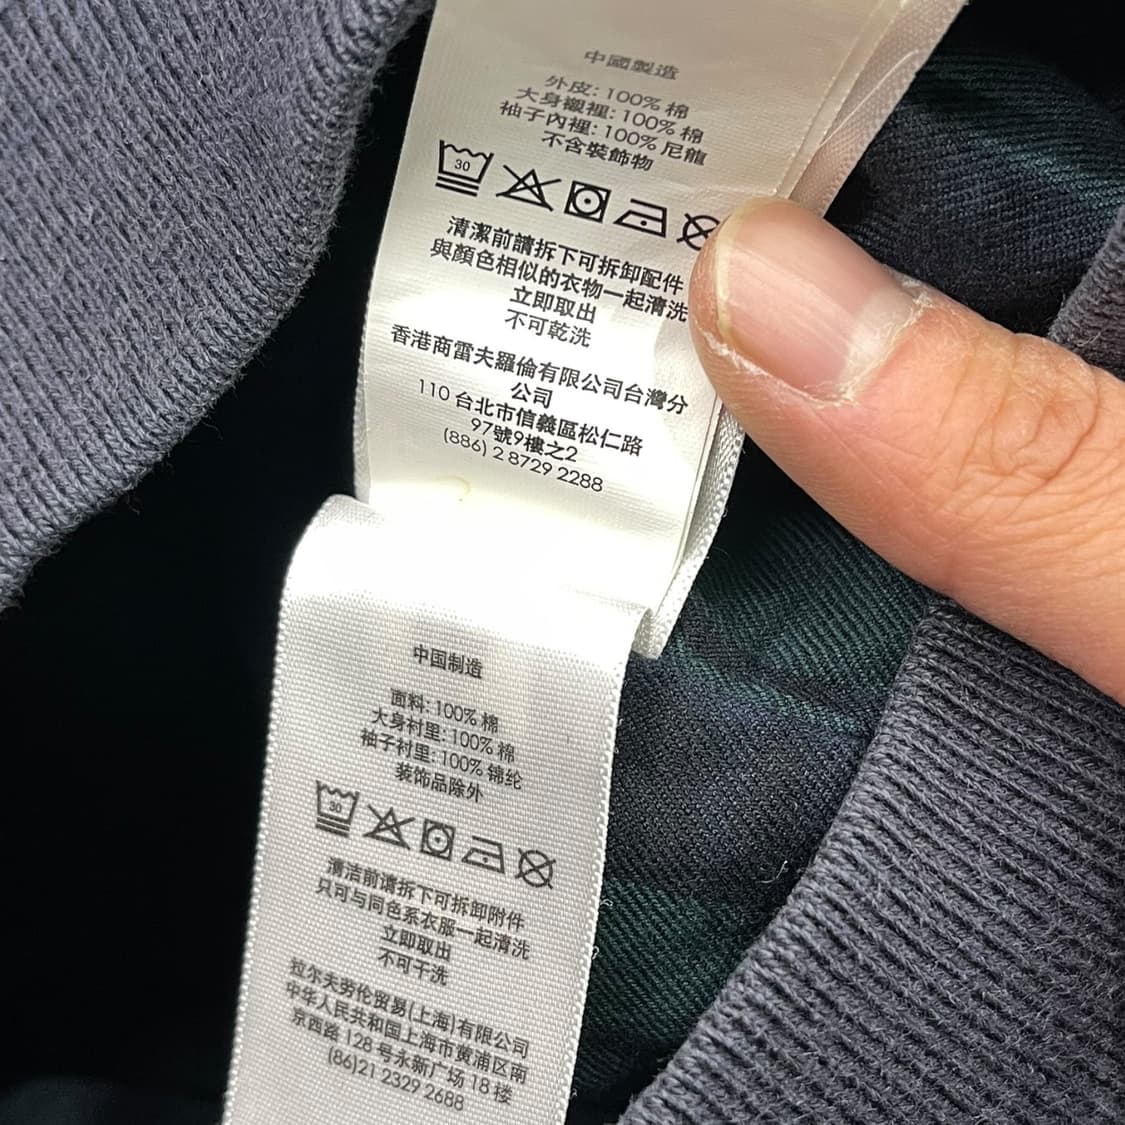 中國製造
外皮: 100% 棉
大身襯裡: 100% 棉
袖子內裡: 100% 尼龍
不含裝飾物
30
清潔前請拆下可拆卸配件
與顏色相似的衣物一起清洗
立即取出
不可乾洗
香港商雷夫羅倫有限公司台灣分
公司
110 台北市信義區松仁路
97號9樓之2
(886) 2 8729 2288
中国制造
面料: 100% 棉
大身衬里: 100% 棉
袖子衬里: 100% 锦纶
装饰品除外
30
清洁前请拆下可拆卸附件
只可与同色系衣服一起清洗
立即取出
不可干洗
拉尔夫劳伦贸易(上海)有限公司
中华人民共和国上海市黄浦区南
京西路 128 号永新广场 18 楼
(86)21 2329 2688